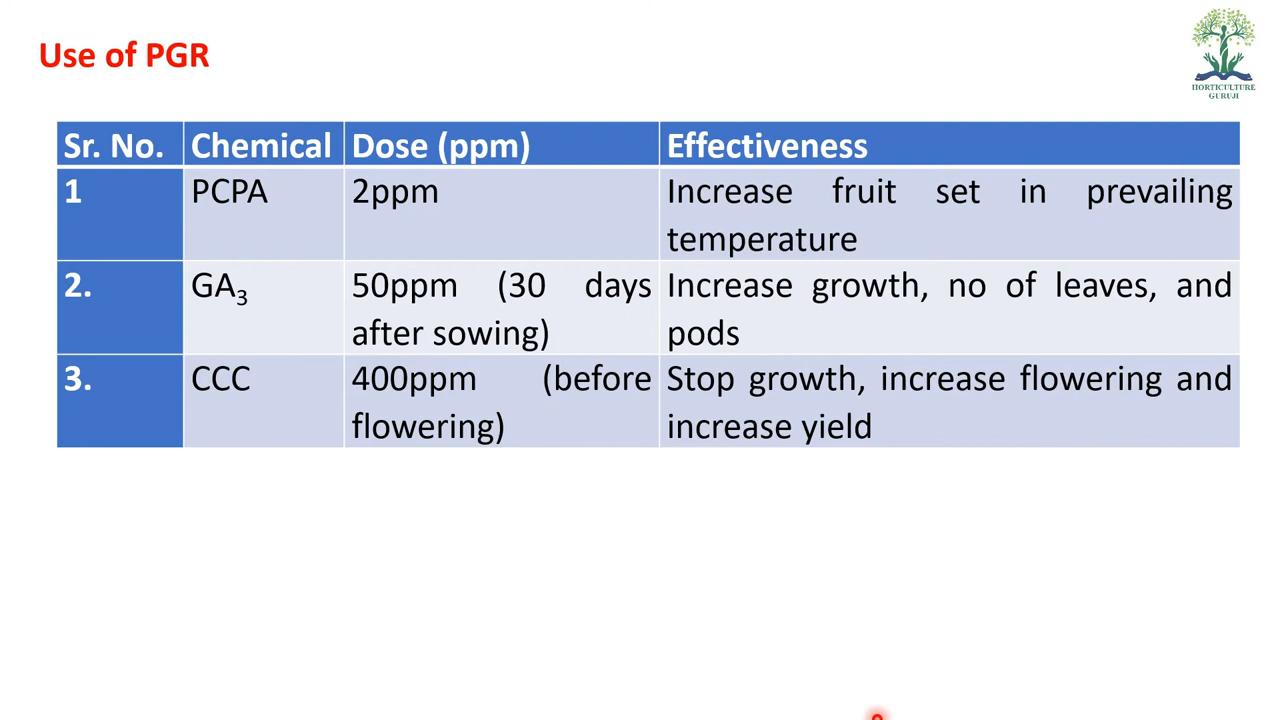 Use of PGR
HORTICULTURE
GURUJI
Sr. No. Chemical Dose (ppm) Effectiveness
1 PCPA 2ppm Increase fruit set in prevailing
temperature
2. GA₃ 50ppm (30 days Increase growth, no of leaves, and
after sowing) pods
3. CCC 400ppm (before Stop growth, increase flowering and
flowering) increase yield